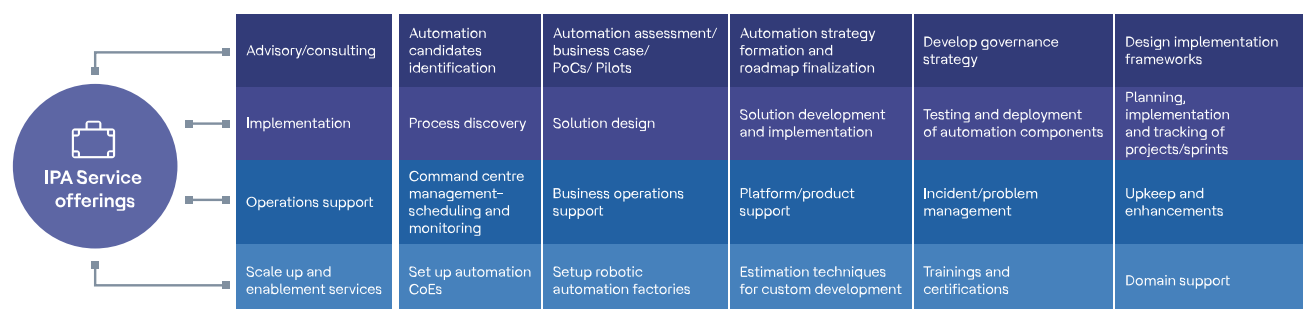 IPA Service
offerings
Advisory/consulting
Automation
candidates
identification
Automation assessment/
business case/
PoCs/ Pilots
Automation strategy
formation and
roadmap finalization
Develop governance
strategy
Design implementation
frameworks
Implementation
Process discovery
Solution design
Solution development
and implementation
Testing and deployment
of automation components
Planning,
implementation
and tracking of
projects/sprints
Operations support
Command centre
management-
scheduling and
monitoring
Business operations
support
Platform/product
support
Incident/problem
management
Upkeep and
enhancements
Scale up and
enablement services
Set up automation
CoEs
Setup robotic
automation factories
Estimation techniques
for custom development
Trainings and
certifications
Domain support